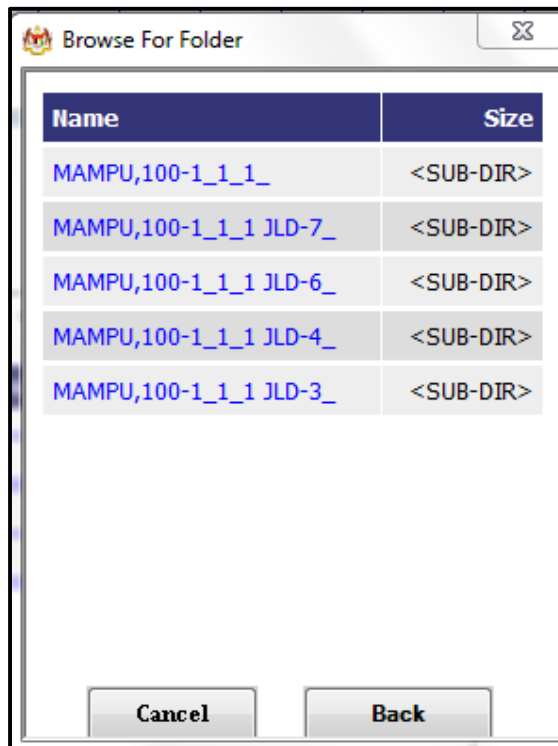 Browse For Folder
Name Size
MAMPU,100-1_1_1_ <SUB-DIR>
MAMPU,100-1_1_1 JLD-7_ <SUB-DIR>
MAMPU,100-1_1_1 JLD-6_ <SUB-DIR>
MAMPU,100-1_1_1 JLD-4_ <SUB-DIR>
MAMPU,100-1_1_1 JLD-3_ <SUB-DIR>
Cancel Back